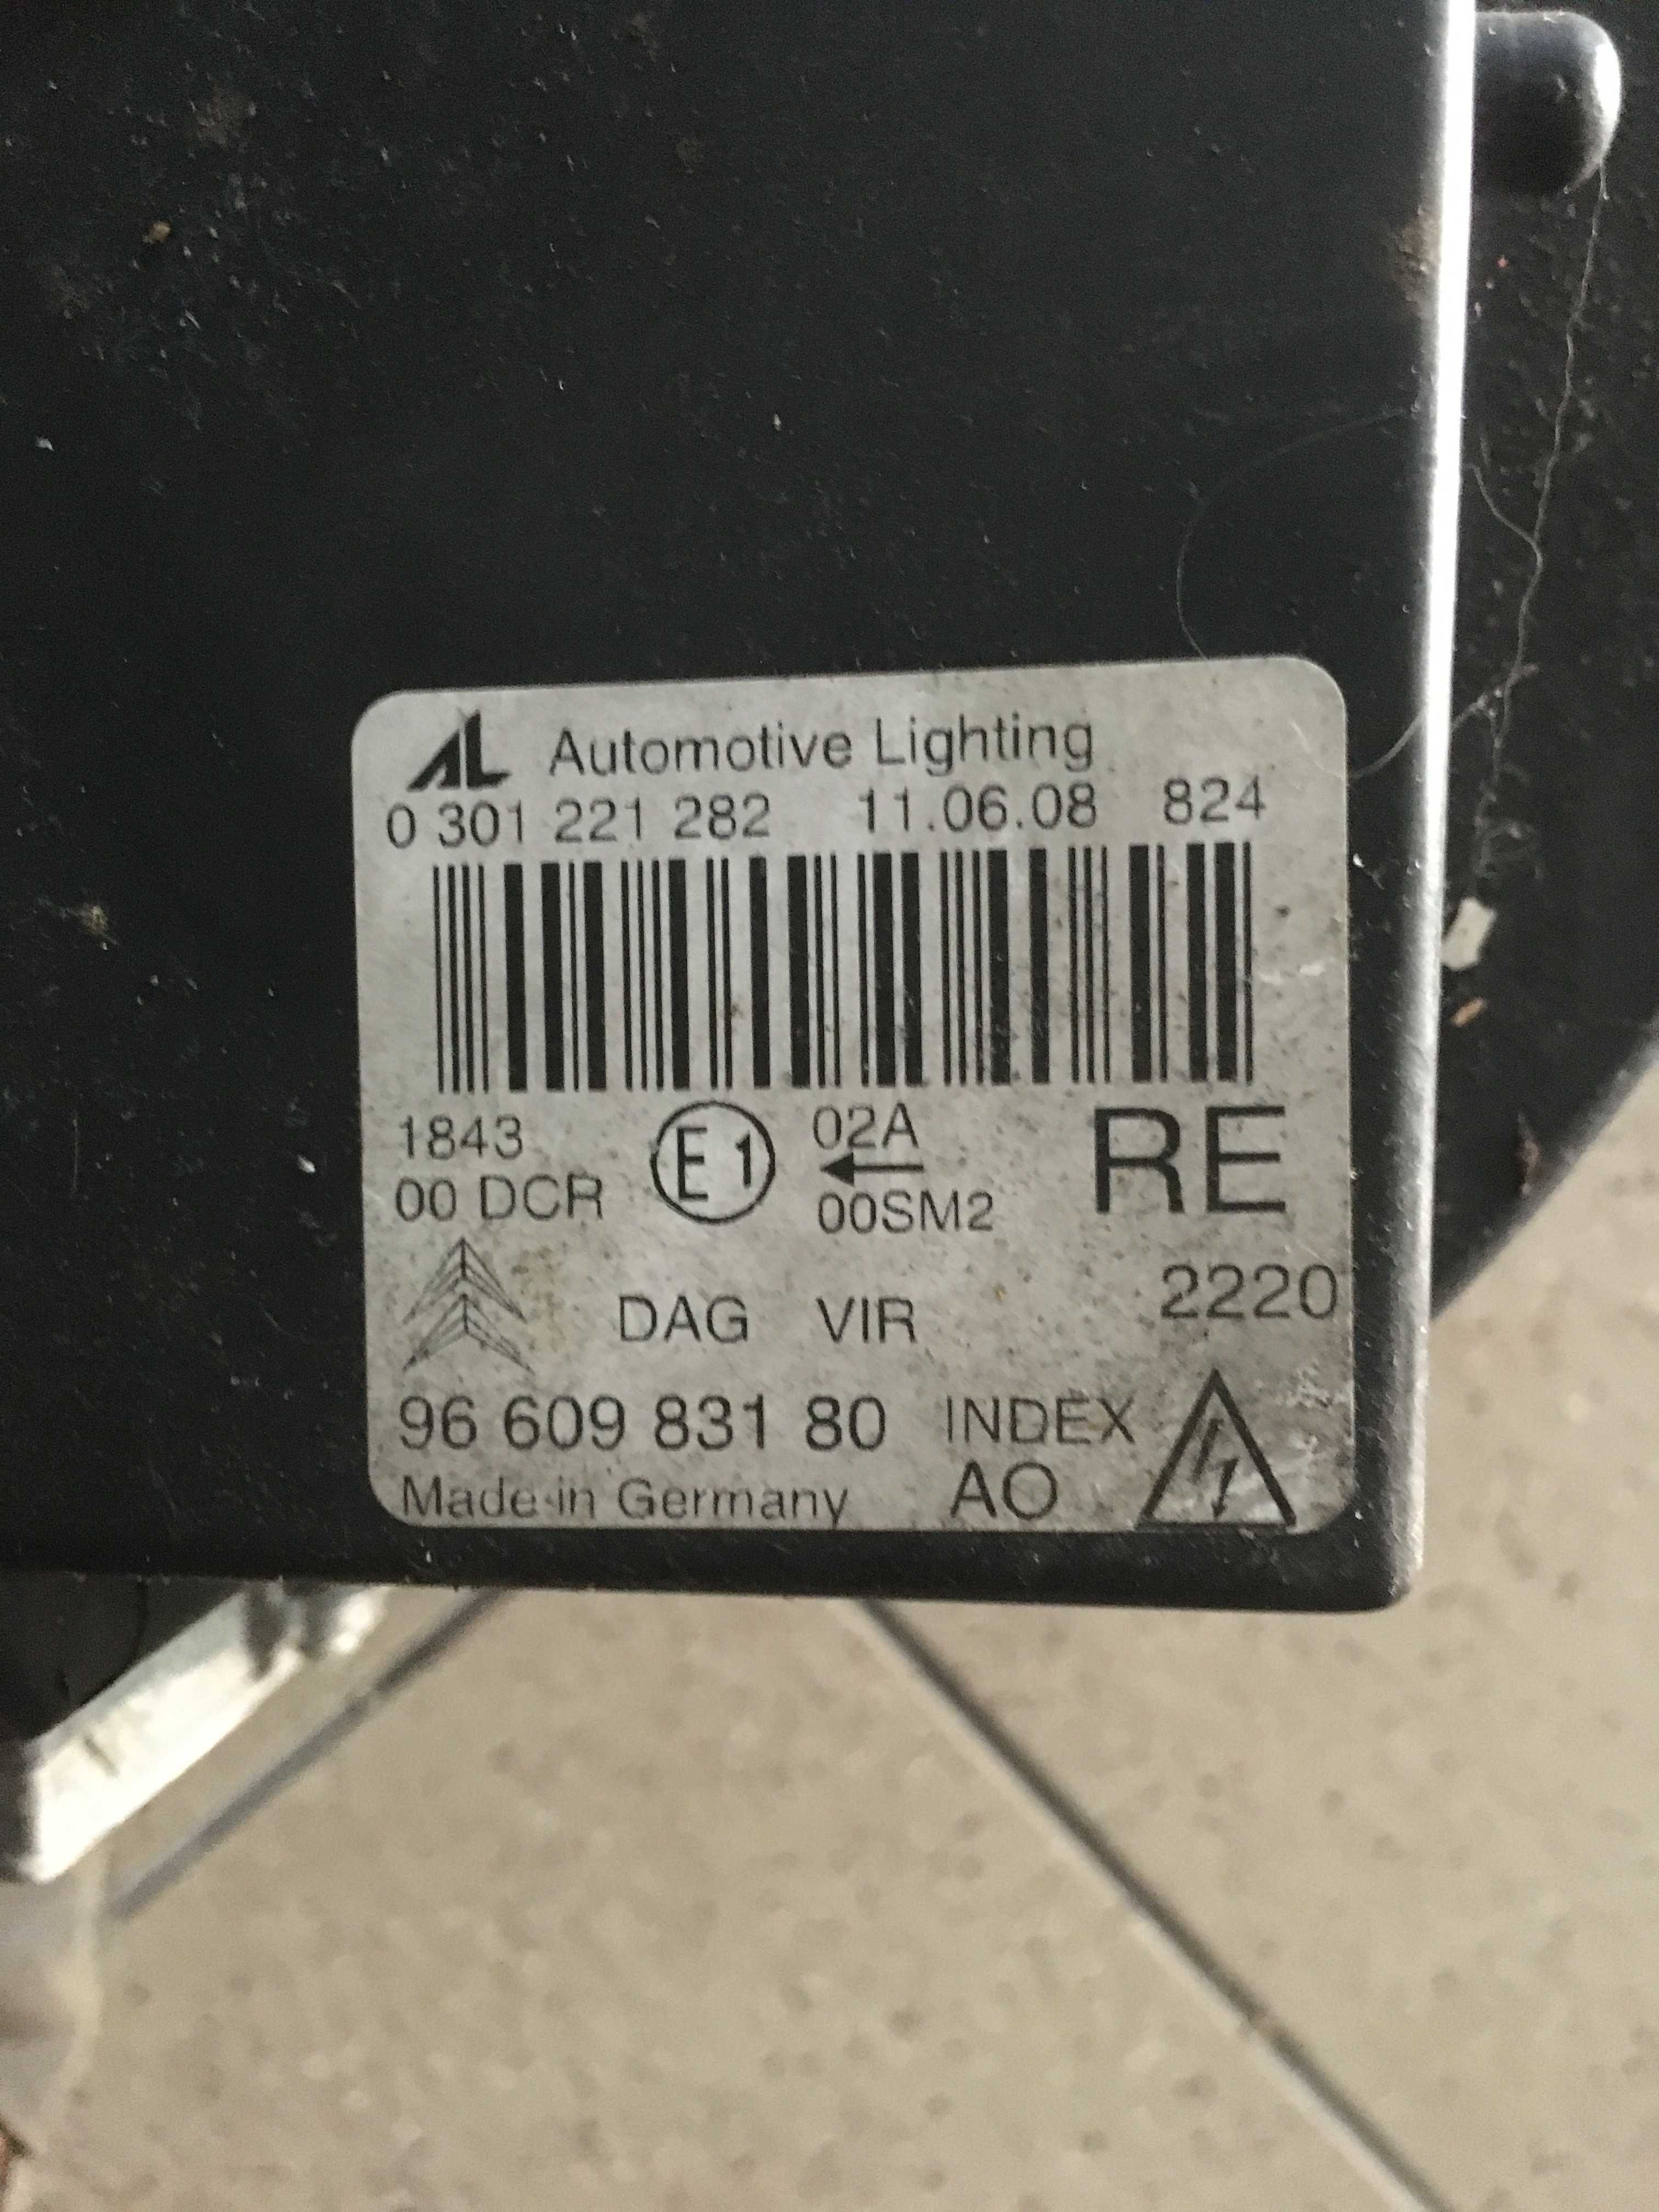 AL Automotive Lighting
0 301 221 282 11.06.08 824
1843 E1 02A RE
00 DCR 00SM2
DAG VIR 2220
96 609 831 80 INDEX
Made in Germany AO